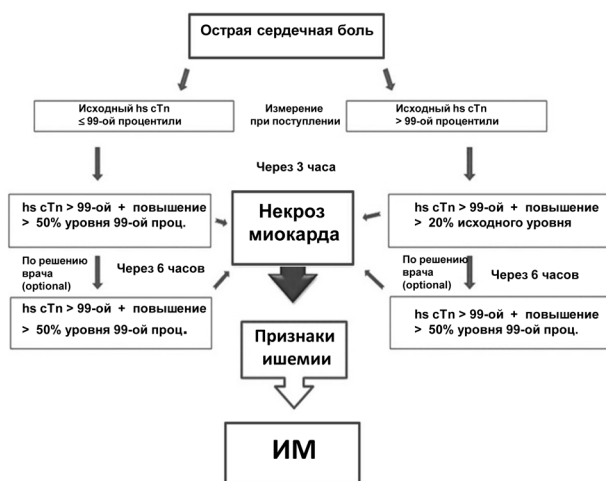 Острая сердечная боль
Исходный hs cTn
≤ 99-ой процентили
Измерение
при поступлении
Исходный hs cTn
> 99-ой процентили
Через 3 часа
hs cTn > 99-ой + повышение
> 50% уровня 99-ой проц.
Некроз
миокарда
hs cTn > 99-ой + повышение
> 20% исходного уровня
По решению
врача
(optional)
Через 6 часов
По решению
врача
(optional)
Через 6 часов
hs cTn > 99-ой + повышение
> 50% уровня 99-ой проц.
Признаки
ишемии
hs cTn > 99-ой + повышение
> 50% уровня 99-ой проц.
ИМ